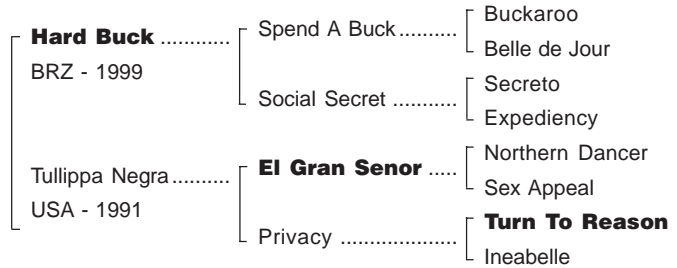 Buckaroo
Hard Buck ............ Spend A Buck ..........
Belle de Jour
BRZ - 1999
Secreto
Social Secret ...........
Expediency
Northern Dancer
Tullippa Negra .......... El Gran Senor .....
Sex Appeal
USA - 1991
Turn To Reason
Privacy ....................
Ineabelle